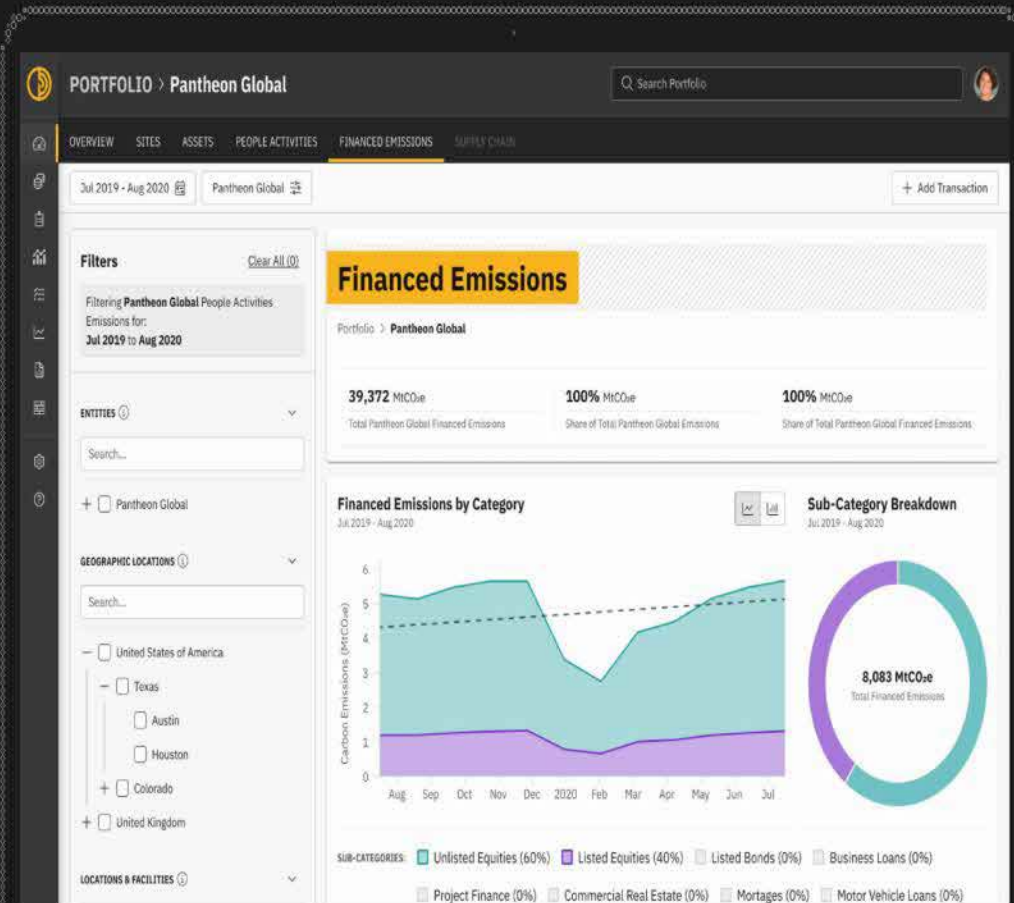 PORTFOLIO > Pantheon Global
Search Portfolio
OVERVIEW SITES ASSETS PEOPLE ACTIVITIES FINANCED EMISSIONS SUPPLY CHAIN
Jul 2019 - Aug 2020
Pantheon Global
+ Add Transaction
Filters
Clear All (0)
Filtering Pantheon Global People Activities
Emissions for:
Jul 2019 to Aug 2020
ENTITIES
Search...
+ Pantheon Global
GEOGRAPHIC LOCATIONS
Search...
− United States of America
− Texas
Austin
Houston
+ Colorado
+ United Kingdom
LOCATIONS & FACILITIES
Financed Emissions
Portfolio > Pantheon Global
39,372 MtCO₂e
Total Pantheon Global Financed Emissions
100% MtCO₂e
Share of Total Pantheon Global Emissions
100% MtCO₂e
Share of Total Pantheon Global Financed Emissions
Financed Emissions by Category
Jul 2019 - Aug 2020
Carbon Emissions (MtCO₂e)
6
5
4
3
2
1
0
Aug Sep Oct Nov Dec 2020 Feb Mar Apr May Jun Jul
Sub-Category Breakdown
Jul 2019 - Aug 2020
8,083 MtCO₂e
Total Financed Emissions
SUB-CATEGORIES: Unlisted Equities (60%) Listed Equities (40%) Listed Bonds (0%) Business Loans (0%)
Project Finance (0%) Commercial Real Estate (0%) Mortages (0%) Motor Vehicle Loans (0%)